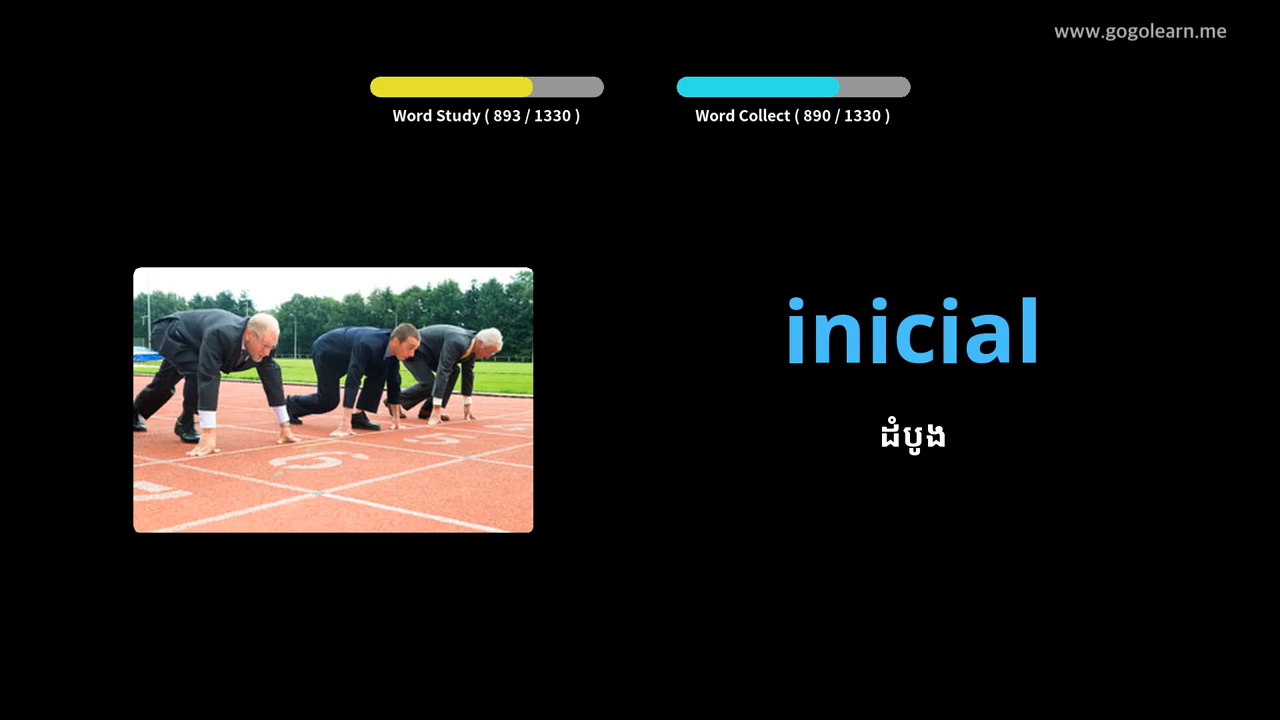 www.gogolearn.me
Word Study ( 893 / 1330 )
Word Collect ( 890 / 1330 )
inicial
ដំបូង